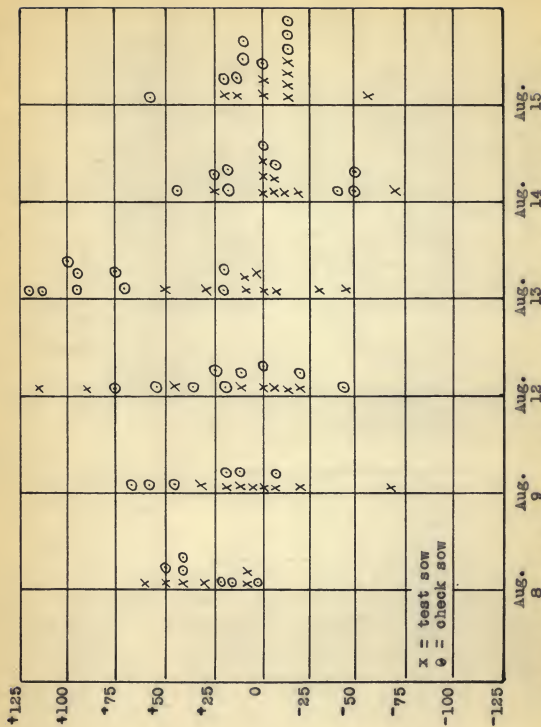 +125
+100
+75
+50
+25
0
-25
-50
-75
-100
-125
x = test sow
⊙ = check sow
Aug. 8
Aug. 9
Aug. 12
Aug. 13
Aug. 14
Aug. 15